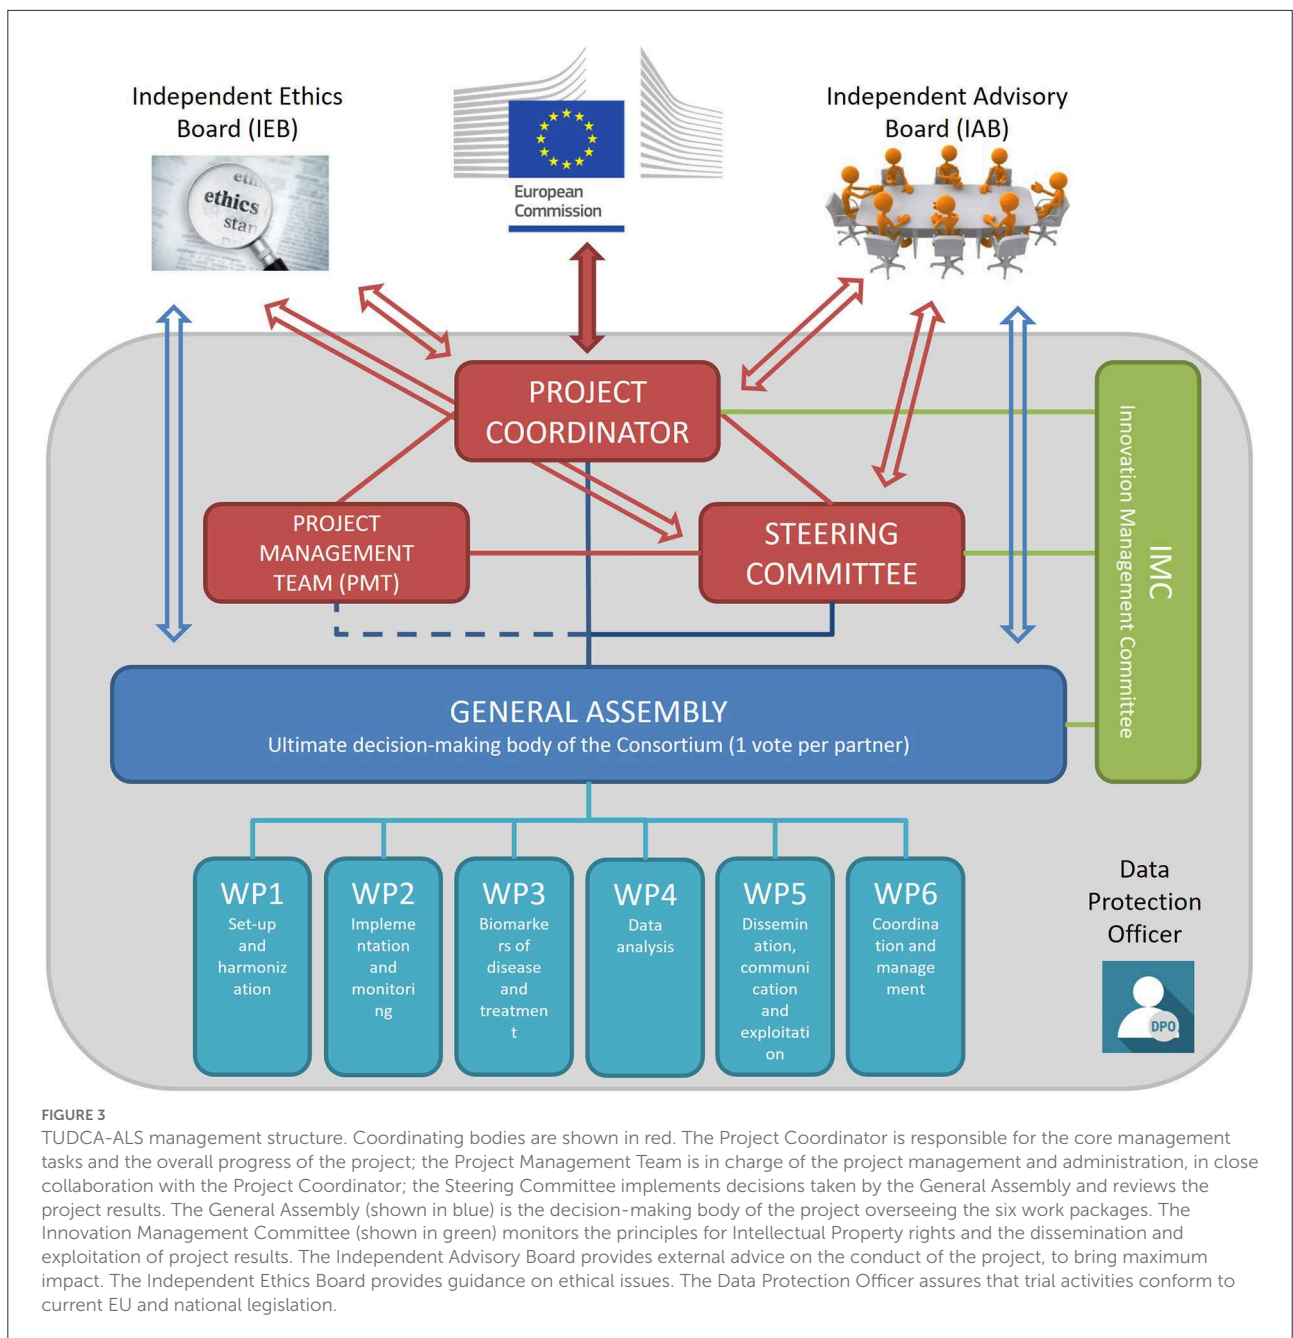 Independent Ethics
Board (IEB)
ethics
stan
European
Commission
Independent Advisory
Board (IAB)
PROJECT
COORDINATOR
PROJECT
MANAGEMENT
TEAM (PMT)
STEERING
COMMITTEE
IMC
Innovation Management Committee
GENERAL ASSEMBLY
Ultimate decision-making body of the Consortium (1 vote per partner)
WP1
Set-up
and
harmoniz
ation
WP2
Impleme
ntation
and
monitori
ng
WP3
Biomarke
rs of
disease
and
treatmen
t
WP4
Data
analysis
WP5
Dissemin
ation,
communi
cation
and
exploitati
on
WP6
Coordina
tion and
manage
ment
Data
Protection
Officer
DPO
FIGURE 3
TUDCA-ALS management structure. Coordinating bodies are shown in red. The Project Coordinator is responsible for the core management
tasks and the overall progress of the project; the Project Management Team is in charge of the project management and administration, in close
collaboration with the Project Coordinator; the Steering Committee implements decisions taken by the General Assembly and reviews the
project results. The General Assembly (shown in blue) is the decision-making body of the project overseeing the six work packages. The
Innovation Management Committee (shown in green) monitors the principles for Intellectual Property rights and the dissemination and
exploitation of project results. The Independent Advisory Board provides external advice on the conduct of the project, to bring maximum
impact. The Independent Ethics Board provides guidance on ethical issues. The Data Protection Officer assures that trial activities conform to
current EU and national legislation.